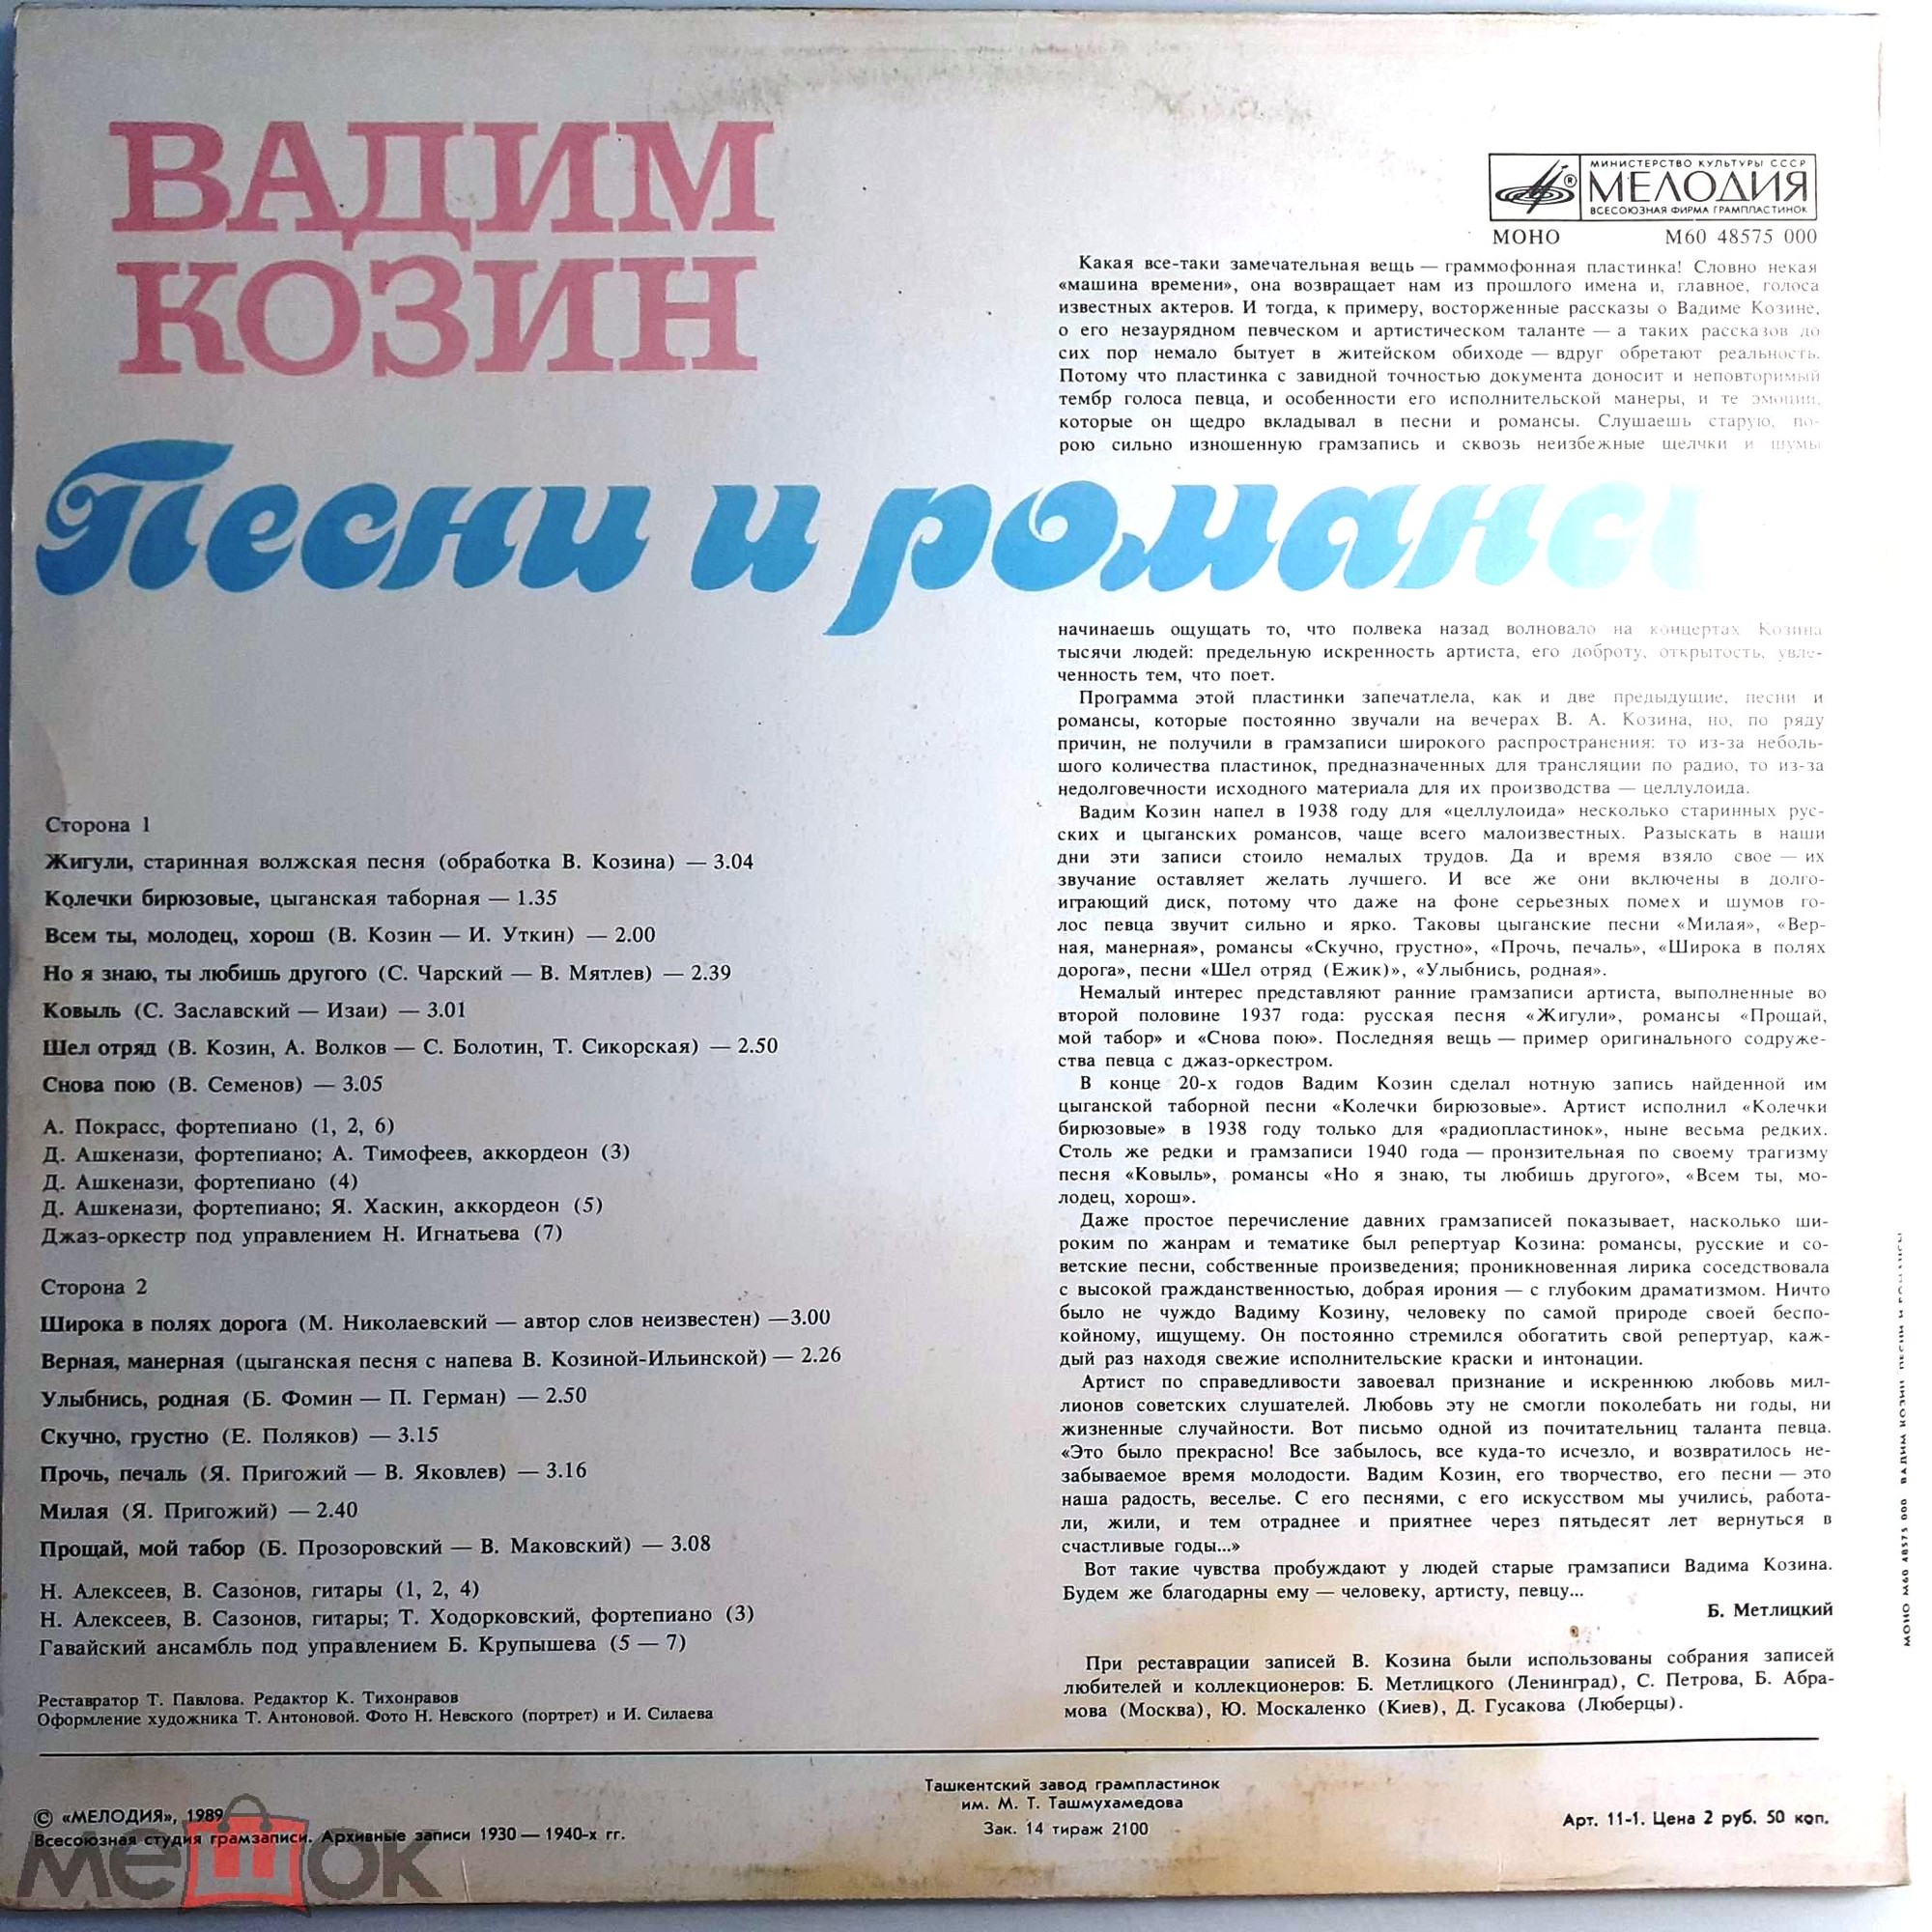 ВАДИМ
КОЗИН
МИНИСТЕРСТВО КУЛЬТУРЫ СССР
МЕЛОДИЯ
ВСЕСОЮЗНАЯ ФИРМА ГРАМПЛАСТИНОК
МОНО М60 48575 000
Какая все-таки замечательная вещь — граммофонная пластинка! Словно некая
«машина времени», она возвращает нам из прошлого имена и, главное, голоса
известных актеров. И тогда, к примеру, восторженные рассказы о Вадиме Козине,
о его незаурядном певческом и артистическом таланте — а таких рассказов до
сих пор немало бытует в житейском обиходе — вдруг обретают реальность.
Потому что пластинка с завидной точностью документа доносит и неповторимый
тембр голоса певца, и особенности его исполнительской манеры, и те эмоции,
которые он щедро вкладывал в песни и романсы. Слушаешь старую, по-
рою сильно изношенную грамзапись и сквозь неизбежные щелчки и шумы
Песни и романс
начинаешь ощущать то, что полвека назад волновало на концертах Козина
тысячи людей: предельную искренность артиста, его доброту, открытость, увле-
ченность тем, что поет.
Программа этой пластинки запечатлела, как и две предыдущие, песни и
романсы, которые постоянно звучали на вечерах В. А. Козина, но, по ряду
причин, не получили в грамзаписи широкого распространения: то из-за неболь-
шого количества пластинок, предназначенных для трансляции по радио, то из-за
недолговечности исходного материала для их производства — целлулоида.
Вадим Козин напел в 1938 году для «целлулоида» несколько старинных рус-
ских и цыганских романсов, чаще всего малоизвестных. Разыскать в наши
дни эти записи стоило немалых трудов. Да и время взяло свое — их
звучание оставляет желать лучшего. И все же они включены в долго-
играющий диск, потому что даже на фоне серьезных помех и шумов го-
лос певца звучит сильно и ярко. Таковы цыганские песни «Милая», «Вер-
ная, манерная», романсы «Скучно, грустно», «Прочь, печаль», «Широка в полях
дорога», песни «Шел отряд (Ежик)», «Улыбнись, родная».
Немалый интерес представляют ранние грамзаписи артиста, выполненные во
второй половине 1937 года: русская песня «Жигули», романсы «Прощай,
мой табор» и «Снова пою». Последняя вещь — пример оригинального содруже-
ства певца с джаз-оркестром.
В конце 20-х годов Вадим Козин сделал нотную запись найденной им
цыганской таборной песни «Колечки бирюзовые». Артист исполнил «Колечки
бирюзовые» в 1938 году только для «радиопластинок», ныне весьма редких.
Столь же редки и грамзаписи 1940 года — пронзительная по своему трагизму
песня «Ковыль», романсы «Но я знаю, ты любишь другого», «Всем ты, мо-
лодец, хорош».
Даже простое перечисление давних грамзаписей показывает, насколько ши-
роким по жанрам и тематике был репертуар Козина: романсы, русские и со-
ветские песни, собственные произведения; проникновенная лирика соседствовала
с высокой гражданственностью, добрая ирония — с глубоким драматизмом. Ничто
было не чуждо Вадиму Козину, человеку по самой природе своей беспо-
койному, ищущему. Он постоянно стремился обогатить свой репертуар, каж-
дый раз находя свежие исполнительские краски и интонации.
Артист по справедливости завоевал признание и искреннюю любовь мил-
лионов советских слушателей. Любовь эту не смогли поколебать ни годы, ни
жизненные случайности. Вот письмо одной из почитательниц таланта певца.
«Это было прекрасно! Все забылось, все куда-то исчезло, и возвратилось не-
забываемое время молодости. Вадим Козин, его творчество, его песни — это
наша радость, веселье. С его песнями, с его искусством мы учились, работа-
ли, жили, и тем отраднее и приятнее через пятьдесят лет вернуться в
счастливые годы...»
Вот такие чувства пробуждают у людей старые грамзаписи Вадима Козина.
Будем же благодарны ему — человеку, артисту, певцу...
Б. Метлицкий
При реставрации записей В. Козина были использованы собрания записей
любителей и коллекционеров: Б. Метлицкого (Ленинград), С. Петрова, Б. Абра-
мова (Москва), Ю. Москаленко (Киев), Д. Гусакова (Люберцы).
Сторона 1
Жигули, старинная волжская песня (обработка В. Козина) — 3.04
Колечки бирюзовые, цыганская таборная — 1.35
Всем ты, молодец, хорош (В. Козин — И. Уткин) — 2.00
Но я знаю, ты любишь другого (С. Чарский — В. Мятлев) — 2.39
Ковыль (С. Заславский — Изаи) — 3.01
Шел отряд (В. Козин, А. Волков — С. Болотин, Т. Сикорская) — 2.50
Снова пою (В. Семенов) — 3.05
А. Покрасс, фортепиано (1, 2, 6)
Д. Ашкенази, фортепиано; А. Тимофеев, аккордеон (3)
Д. Ашкенази, фортепиано (4)
Д. Ашкенази, фортепиано; Я. Хаскин, аккордеон (5)
Джаз-оркестр под управлением Н. Игнатьева (7)
Сторона 2
Широка в полях дорога (М. Николаевский — автор слов неизвестен) —3.00
Верная, манерная (цыганская песня с напева В. Козиной-Ильинской) — 2.26
Улыбнись, родная (Б. Фомин — П. Герман) — 2.50
Скучно, грустно (Е. Поляков) — 3.15
Прочь, печаль (Я. Пригожий — В. Яковлев) — 3.16
Милая (Я. Пригожий) — 2.40
Прощай, мой табор (Б. Прозоровский — В. Маковский) — 3.08
Н. Алексеев, В. Сазонов, гитары (1, 2, 4)
Н. Алексеев, В. Сазонов, гитары; Т. Ходорковский, фортепиано (3)
Гавайский ансамбль под управлением Б. Крупышева (5 — 7)
Реставратор Т. Павлова. Редактор К. Тихонравов
Оформление художника Т. Антоновой. Фото Н. Невского (портрет) и И. Силаева
© «МЕЛОДИЯ», 1989
Всесоюзная студия грамзаписи. Архивные записи 1930 — 1940-х гг.
Ташкентский завод грампластинок
им. М. Т. Ташмухамедова
Зак. 14 тираж 2100
Арт. 11-1. Цена 2 руб. 50 коп.
МОНО М60 48575 000 ВАДИМ КОЗИН ПЕСНИ И РОМАНСЫ
мешок